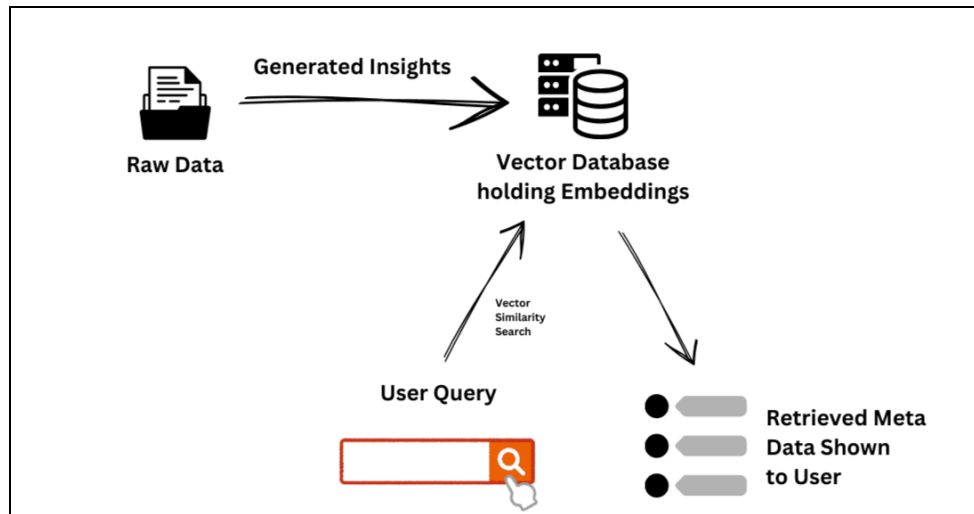 Generated Insights
Raw Data
Vector Database
holding Embeddings
Vector
Similarity
Search
User Query
Retrieved Meta
Data Shown
to User